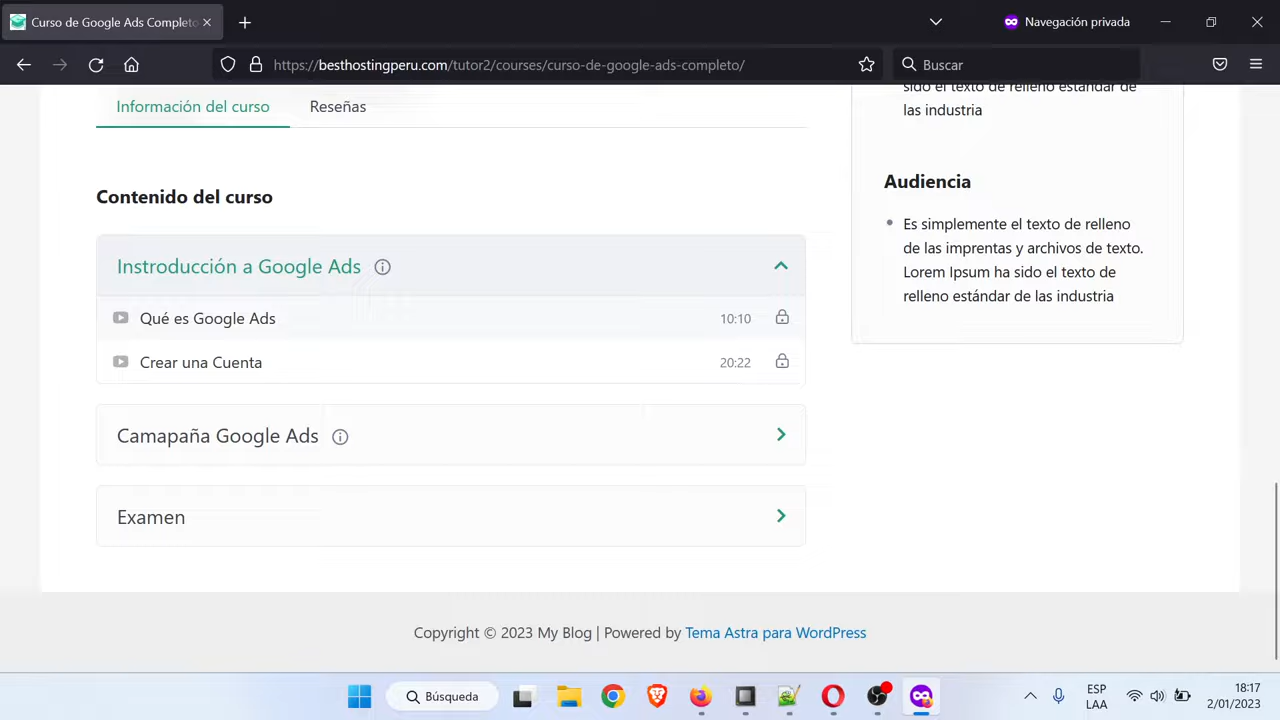 Curso de Google Ads Completo
Navegación privada
https://besthostingperu.com/tutor2/courses/curso-de-google-ads-completo/
Buscar
Información del curso
Reseñas
sido el texto de relleno estándar de
las industria
Contenido del curso
Audiencia
Es simplemente el texto de relleno
de las imprentas y archivos de texto.
Lorem Ipsum ha sido el texto de
relleno estándar de las industria
Instroducción a Google Ads
Qué es Google Ads
10:10
Crear una Cuenta
20:22
Camapaña Google Ads
Examen
Copyright © 2023 My Blog | Powered by Tema Astra para WordPress
Búsqueda
ESP
LAA
18:17
2/01/2023